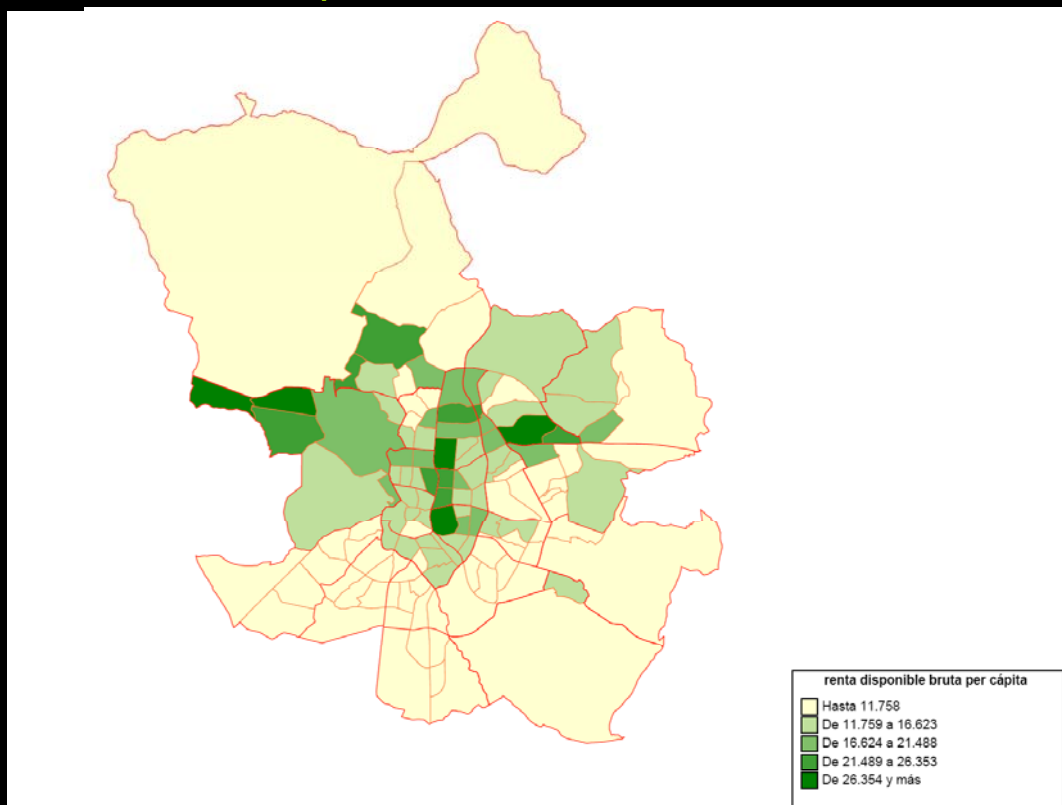 renta disponible bruta per cápita
Hasta 11.758
De 11.759 a 16.623
De 16.624 a 21.488
De 21.489 a 26.353
De 26.354 y más